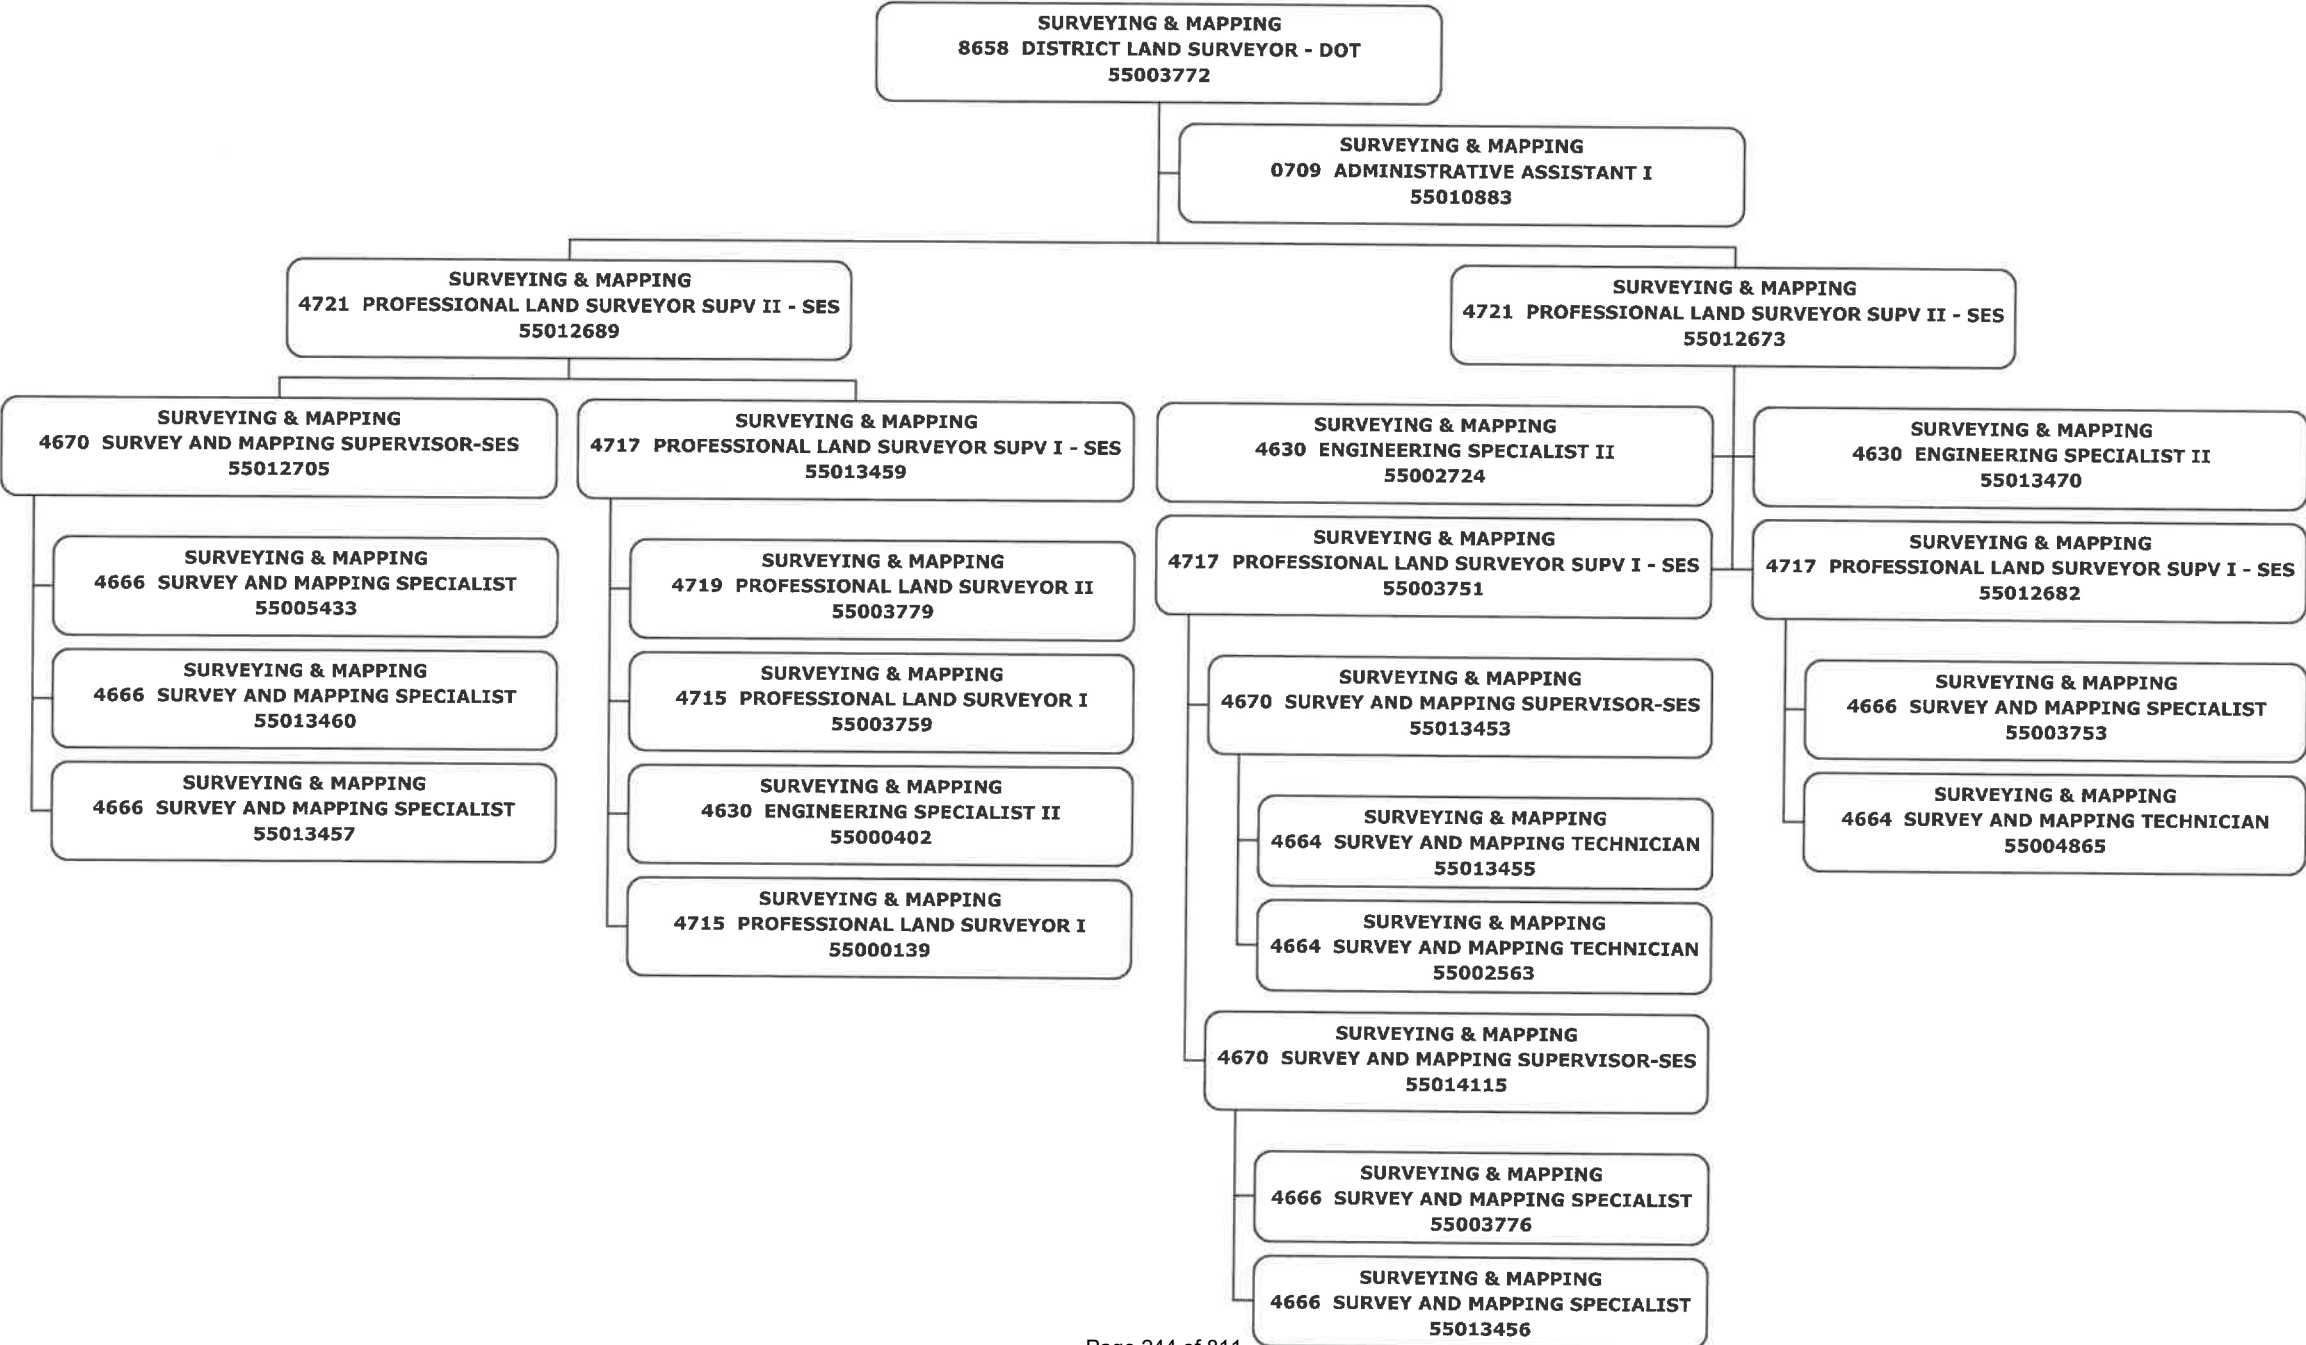 SURVEYING & MAPPING
8658 DISTRICT LAND SURVEYOR - DOT
55003772
SURVEYING & MAPPING
0709 ADMINISTRATIVE ASSISTANT I
55010883
SURVEYING & MAPPING
4721 PROFESSIONAL LAND SURVEYOR SUPV II - SES
55012689
SURVEYING & MAPPING
4721 PROFESSIONAL LAND SURVEYOR SUPV II - SES
55012673
SURVEYING & MAPPING
4670 SURVEY AND MAPPING SUPERVISOR-SES
55012705
SURVEYING & MAPPING
4666 SURVEY AND MAPPING SPECIALIST
55005433
SURVEYING & MAPPING
4666 SURVEY AND MAPPING SPECIALIST
55013460
SURVEYING & MAPPING
4666 SURVEY AND MAPPING SPECIALIST
55013457
SURVEYING & MAPPING
4717 PROFESSIONAL LAND SURVEYOR SUPV I - SES
55013459
SURVEYING & MAPPING
4719 PROFESSIONAL LAND SURVEYOR II
55003779
SURVEYING & MAPPING
4715 PROFESSIONAL LAND SURVEYOR I
55003759
SURVEYING & MAPPING
4630 ENGINEERING SPECIALIST II
55000402
SURVEYING & MAPPING
4715 PROFESSIONAL LAND SURVEYOR I
55000139
SURVEYING & MAPPING
4630 ENGINEERING SPECIALIST II
55002724
SURVEYING & MAPPING
4630 ENGINEERING SPECIALIST II
55013470
SURVEYING & MAPPING
4717 PROFESSIONAL LAND SURVEYOR SUPV I - SES
55003751
SURVEYING & MAPPING
4670 SURVEY AND MAPPING SUPERVISOR-SES
55013453
SURVEYING & MAPPING
4664 SURVEY AND MAPPING TECHNICIAN
55013455
SURVEYING & MAPPING
4664 SURVEY AND MAPPING TECHNICIAN
55002563
SURVEYING & MAPPING
4670 SURVEY AND MAPPING SUPERVISOR-SES
55014115
SURVEYING & MAPPING
4666 SURVEY AND MAPPING SPECIALIST
55003776
SURVEYING & MAPPING
4666 SURVEY AND MAPPING SPECIALIST
55013456
SURVEYING & MAPPING
4717 PROFESSIONAL LAND SURVEYOR SUPV I - SES
55012682
SURVEYING & MAPPING
4666 SURVEY AND MAPPING SPECIALIST
55003753
SURVEYING & MAPPING
4664 SURVEY AND MAPPING TECHNICIAN
55004865
Page of